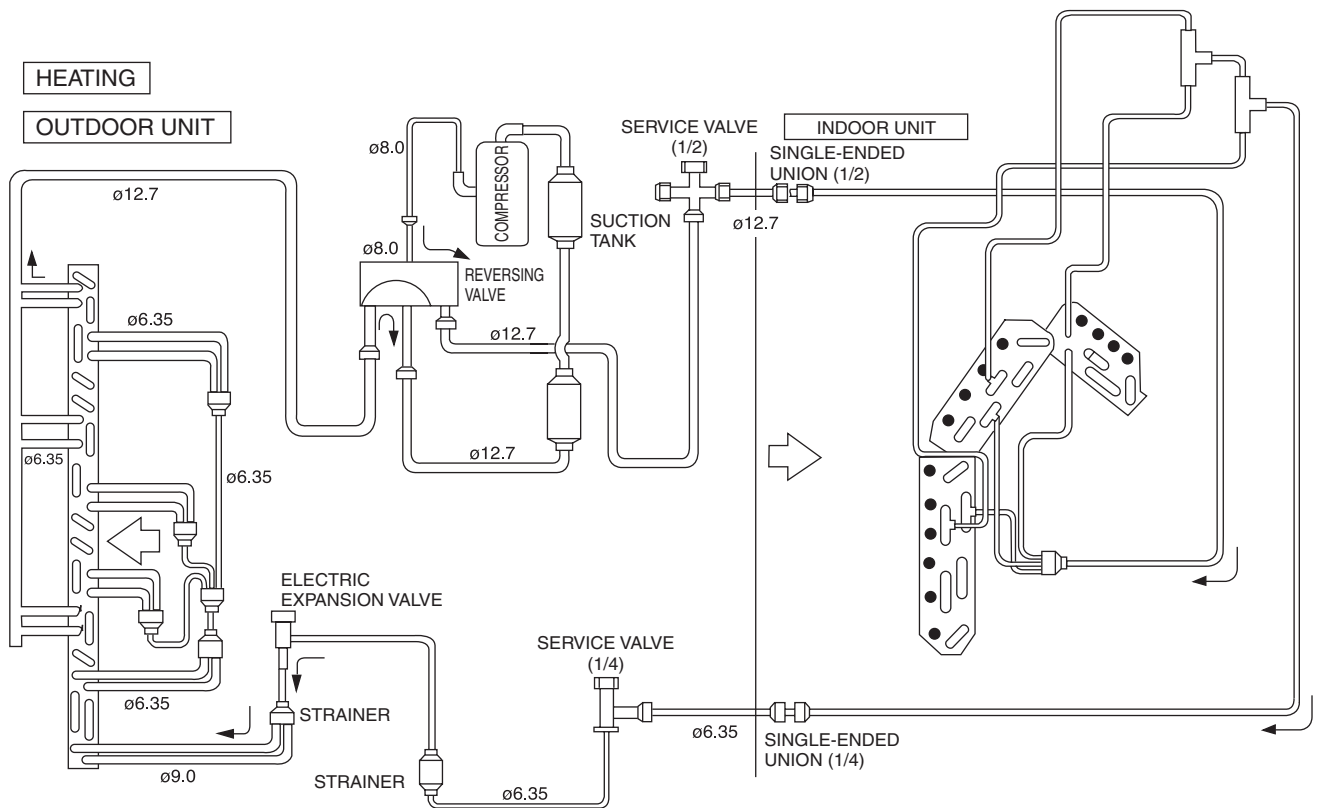 HEATING
OUTDOOR UNIT
ø12.7
ø8.0
COMPRESSOR
ø8.0
REVERSING
VALVE
SUCTION
TANK
SERVICE VALVE
(1/2)
INDOOR UNIT
SINGLE-ENDED
UNION (1/2)
ø12.7
ø6.35
ø12.7
ø12.7
ø6.35
ø6.35
ELECTRIC
EXPANSION VALVE
SERVICE VALVE
(1/4)
ø6.35
STRAINER
ø6.35
SINGLE-ENDED
UNION (1/4)
ø9.0
STRAINER
ø6.35